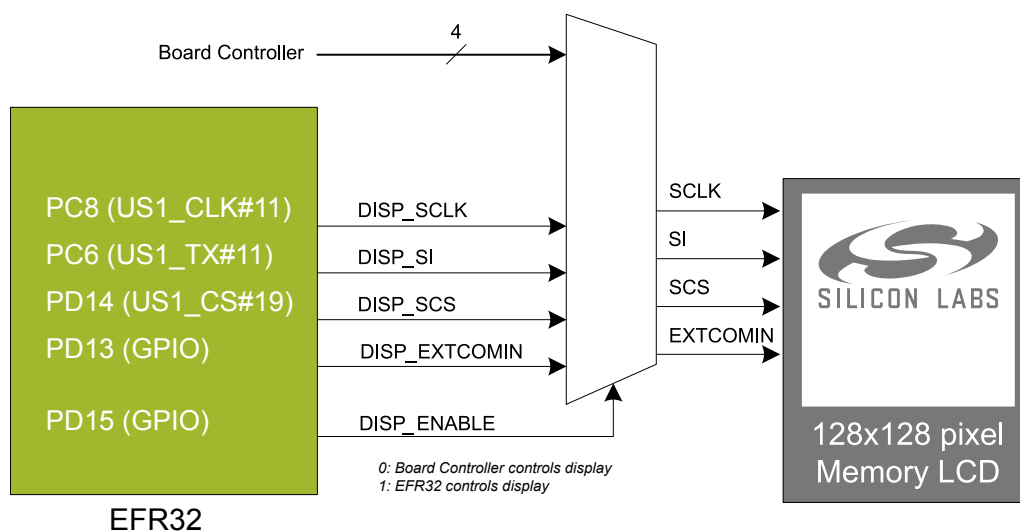 4
Board Controller
PC8 (US1_CLK#11)
DISP_SCLK
SCLK
PC6 (US1_TX#11)
DISP_SI
SI
PD14 (US1_CS#19)
DISP_SCS
SCS
SILICON LABS
PD13 (GPIO)
DISP_EXTCOMIN
EXTCOMIN
PD15 (GPIO)
DISP_ENABLE
128x128 pixel
Memory LCD
0: Board Controller controls display
1: EFR32 controls display
EFR32